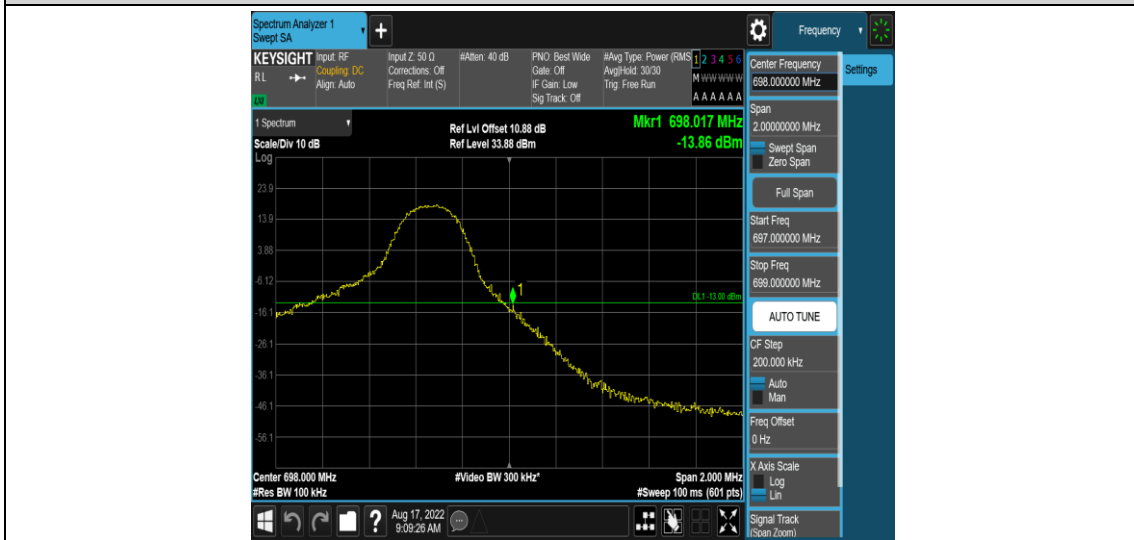 Spectrum Analyzer 1
Swept SA
+
Frequency
KEYSIGHT
RL
Input: RF
Coupling: DC
Align: Auto
Input Z: 50 Ω
Corrections: Off
Freq Ref: Int (S)
#Atten: 40 dB
PNO: Best Wide
Gate: Off
IF Gain: Low
Sig Track: Off
#Avg Type: Power (RMS
Avg|Hold: 30/30
Trig: Free Run
1 2 3 4 5 6
M W W W W W
A A A A A A
1 Spectrum
Scale/Div 10 dB
Log
Ref Lvl Offset 10.88 dB
Ref Level 33.88 dBm
Mkr1 698.017 MHz
-13.86 dBm
23.9
13.9
3.88
-6.12
-16.1
-26.1
-36.1
-46.1
-56.1
1
DL1 -13.00 dBm
Center 698.000 MHz
#Res BW 100 kHz
#Video BW 300 kHz*
Span 2.000 MHz
#Sweep 100 ms (601 pts)
?
Aug 17, 2022
9:09:26 AM
Center Frequency
698.000000 MHz
Settings
Span
2.00000000 MHz
Swept Span
Zero Span
Full Span
Start Freq
697.000000 MHz
Stop Freq
699.000000 MHz
AUTO TUNE
CF Step
200.000 kHz
Auto
Man
Freq Offset
0 Hz
X Axis Scale
Log
Lin
Signal Track
(Span Zoom)